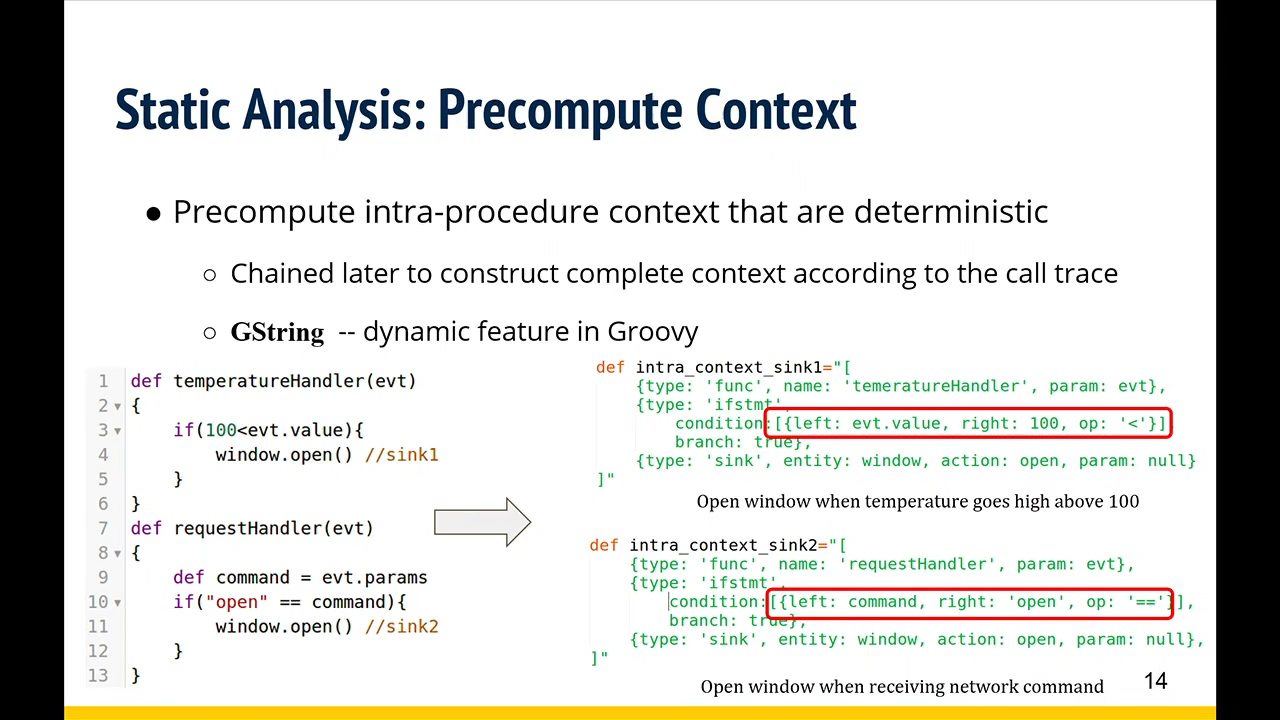 Static Analysis: Precompute Context
● Precompute intra-procedure context that are deterministic
○ Chained later to construct complete context according to the call trace
○ GString -- dynamic feature in Groovy
1 def temperatureHandler(evt)
2 {
3 if(100<evt.value){
4 window.open() //sink1
5 }
6 }
7 def requestHandler(evt)
8 {
9 def command = evt.params
10 if("open" == command){
11 window.open() //sink2
12 }
13 }
def intra_context_sink1="[
{type: 'func', name: 'temeratureHandler', param: evt},
{type: 'ifstmt',
condition:[{left: evt.value, right: 100, op: '<'}],
branch: true},
{type: 'sink', entity: window, action: open, param: null}
]"
Open window when temperature goes high above 100
def intra_context_sink2="[
{type: 'func', name: 'requestHandler', param: evt},
{type: 'ifstmt',
condition:[{left: command, right: 'open', op: '=='}],
branch: true},
{type: 'sink', entity: window, action: open, param: null},
]"
Open window when receiving network command
14